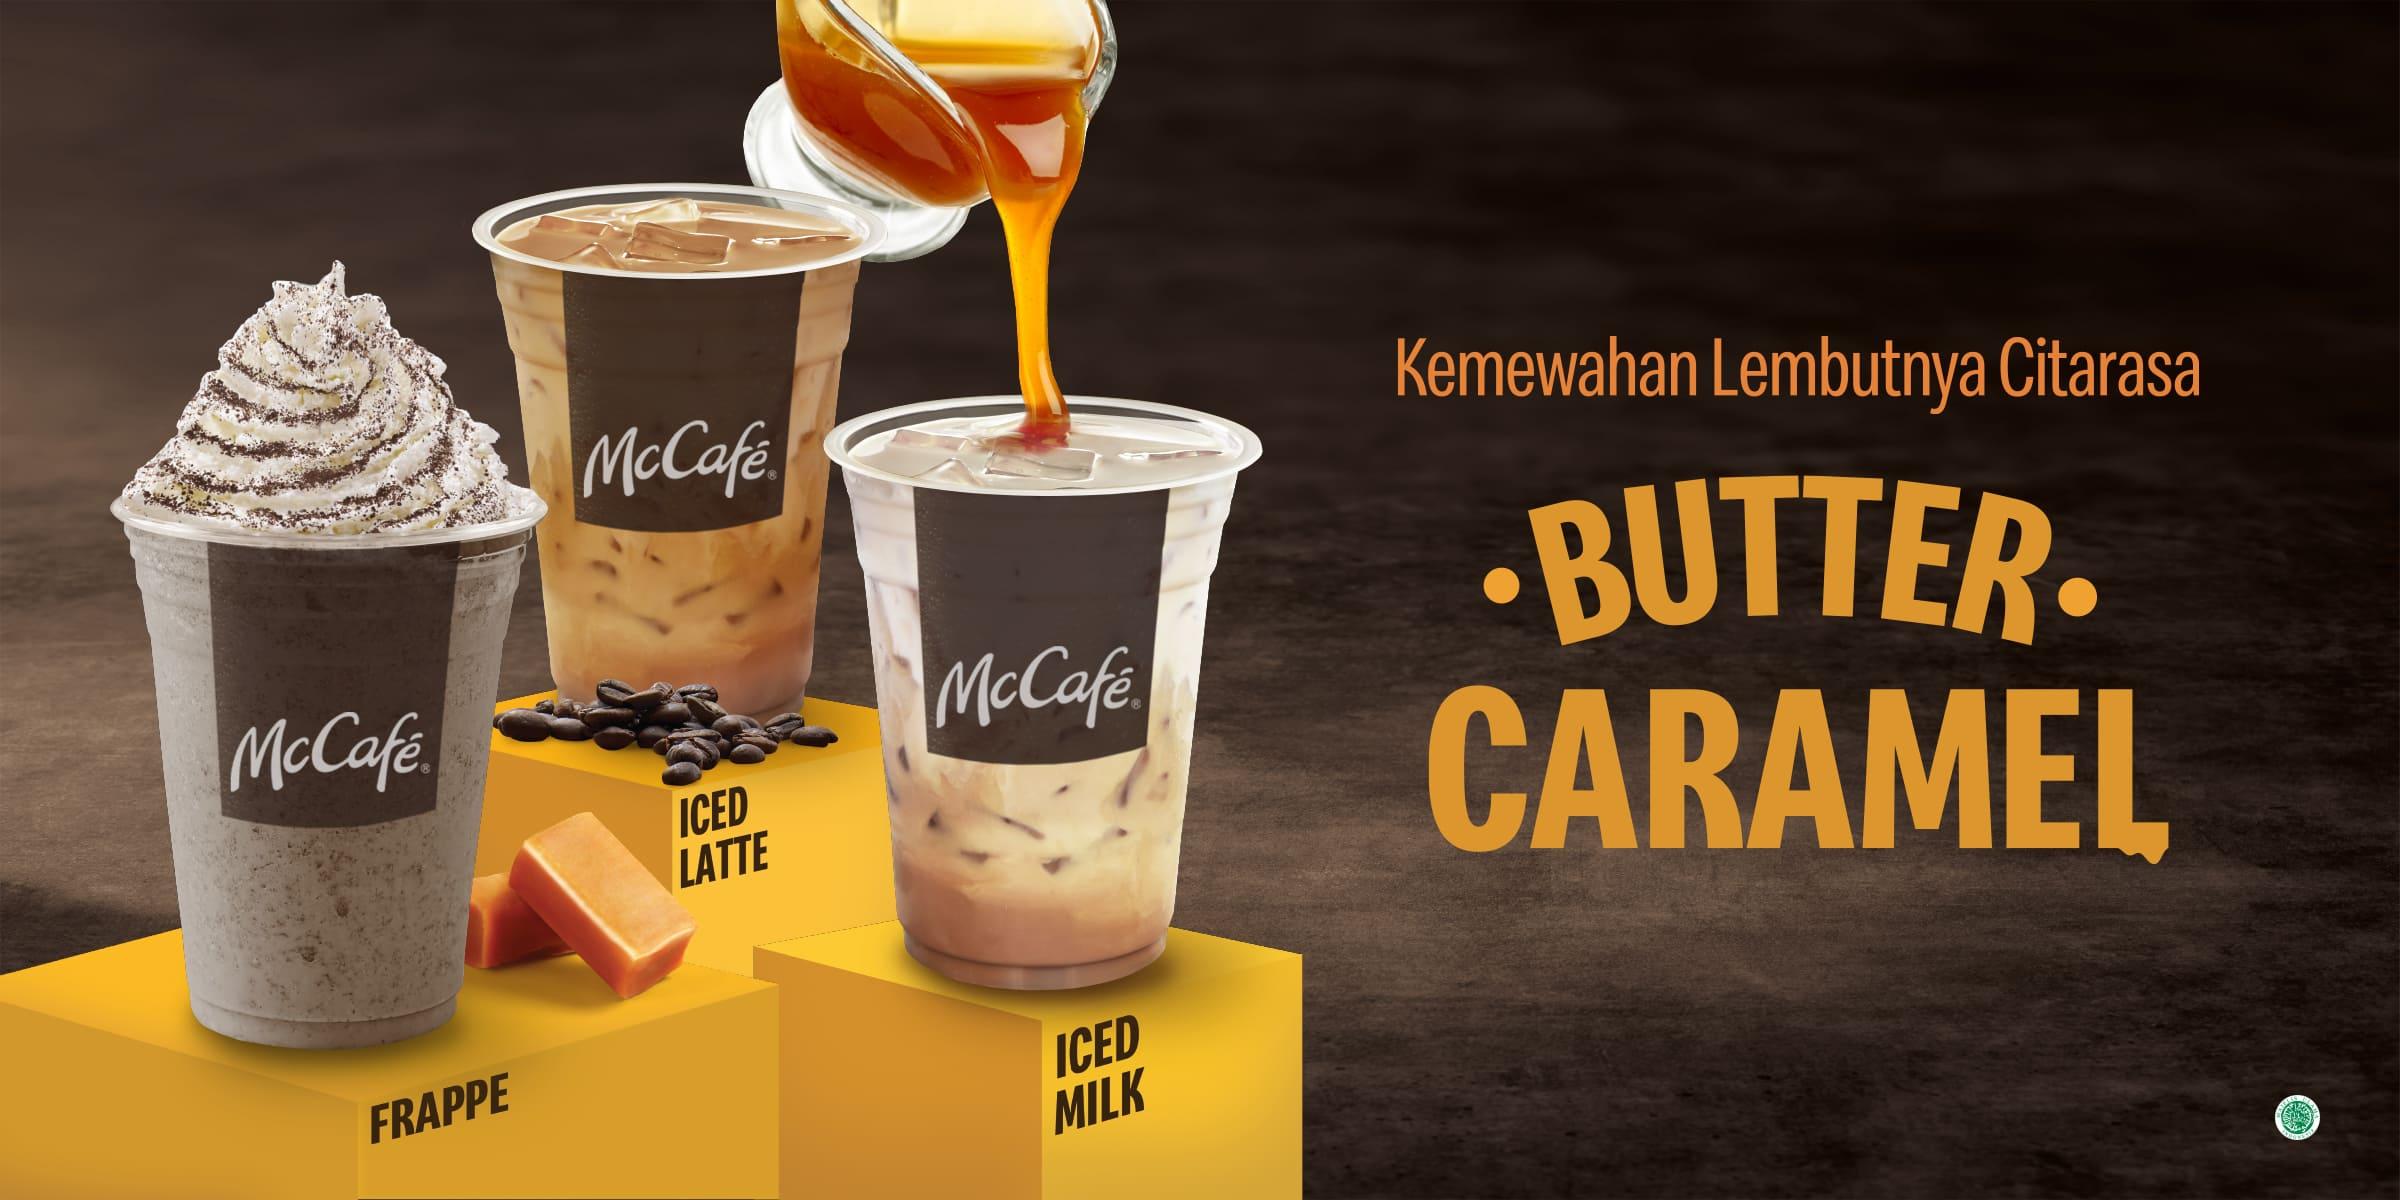 Kemewahan Lembutnya Citarasa
• BUTTER •
CARAMEL
McCafé®
McCafé®
McCafé®
ICED
LATTE
FRAPPE
ICED
MILK